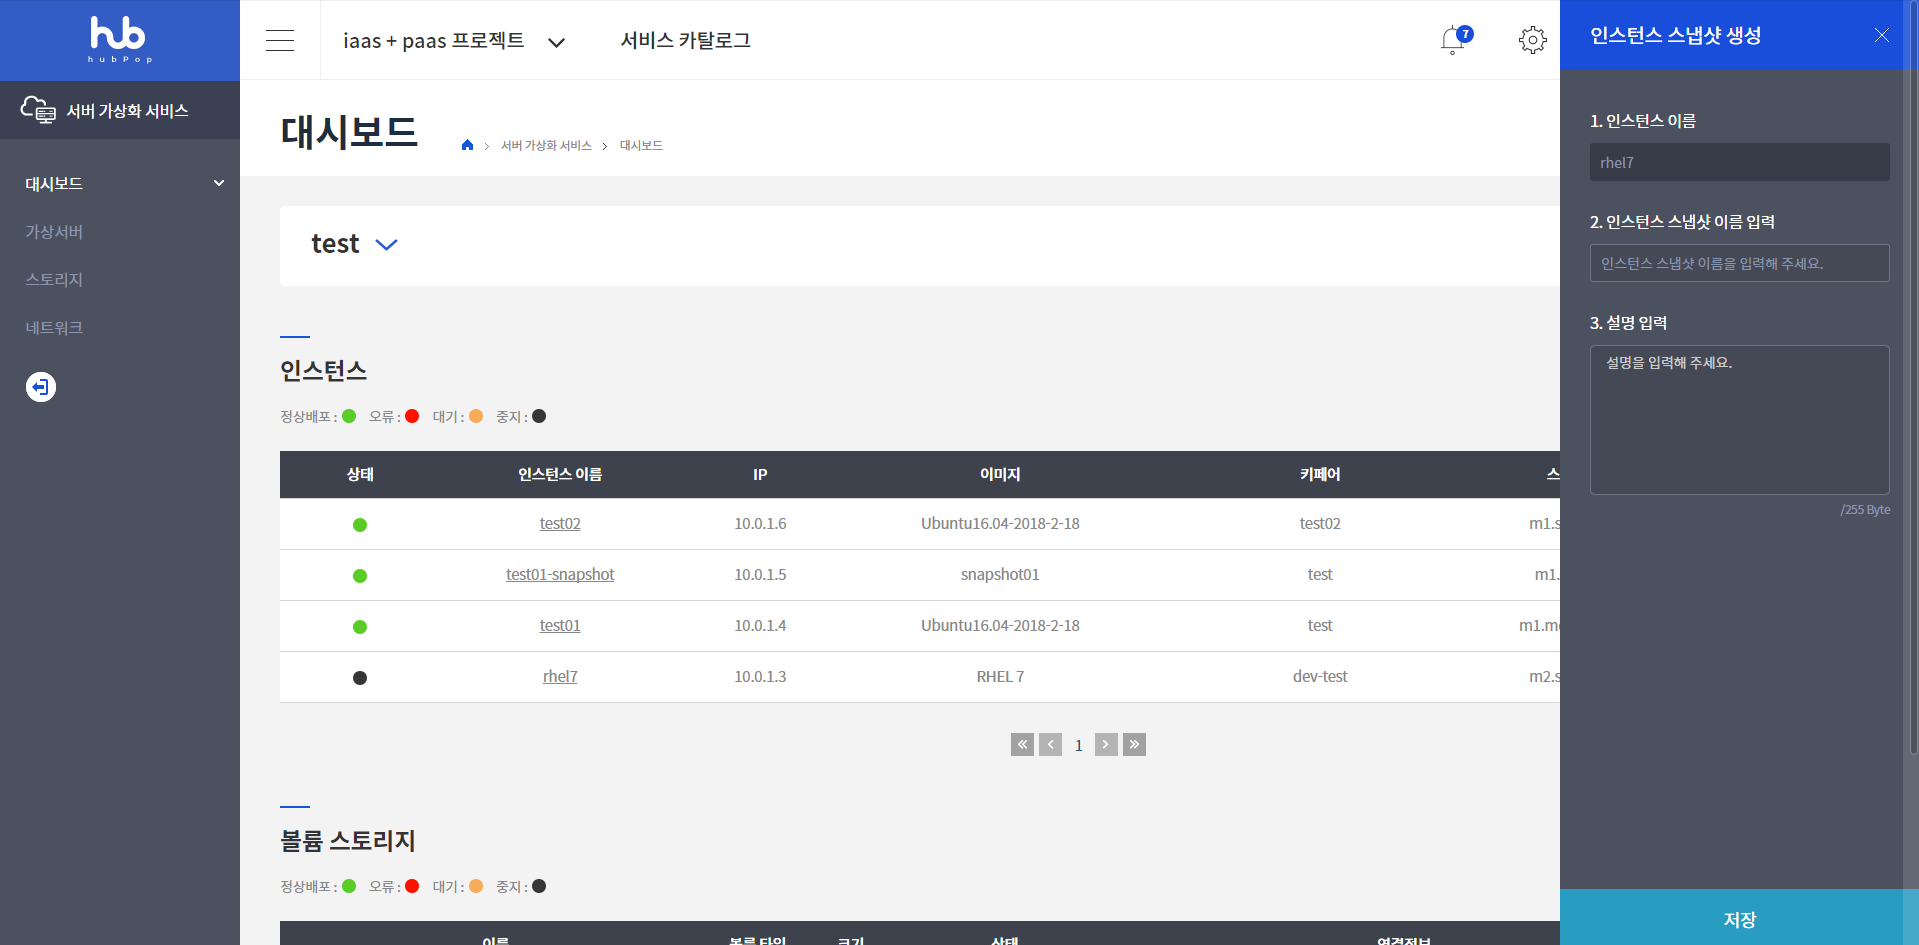 hub
hubPop
서버 가상화 서비스
대시보드
가상서버
스토리지
네트워크
iaas + paas 프로젝트
서비스 카탈로그
7
대시보드
서버 가상화 서비스
대시보드
test
인스턴스
정상배포 : 오류 : 대기 : 중지 :
상태 인스턴스 이름 IP 이미지 키페어 스
test02 10.0.1.6 Ubuntu16.04-2018-2-18 test02 m1.s
test01-snapshot 10.0.1.5 snapshot01 test m1.
test01 10.0.1.4 Ubuntu16.04-2018-2-18 test m1.me
rhel7 10.0.1.3 RHEL 7 dev-test m2.s
1
볼륨 스토리지
정상배포 : 오류 : 대기 : 중지 :
이름 볼륨 타입 크기 상태 연결정보
인스턴스 스냅샷 생성
1. 인스턴스 이름
rhel7
2. 인스턴스 스냅샷 이름 입력
인스턴스 스냅샷 이름을 입력해 주세요.
3. 설명 입력
설명을 입력해 주세요.
/255 Byte
저장